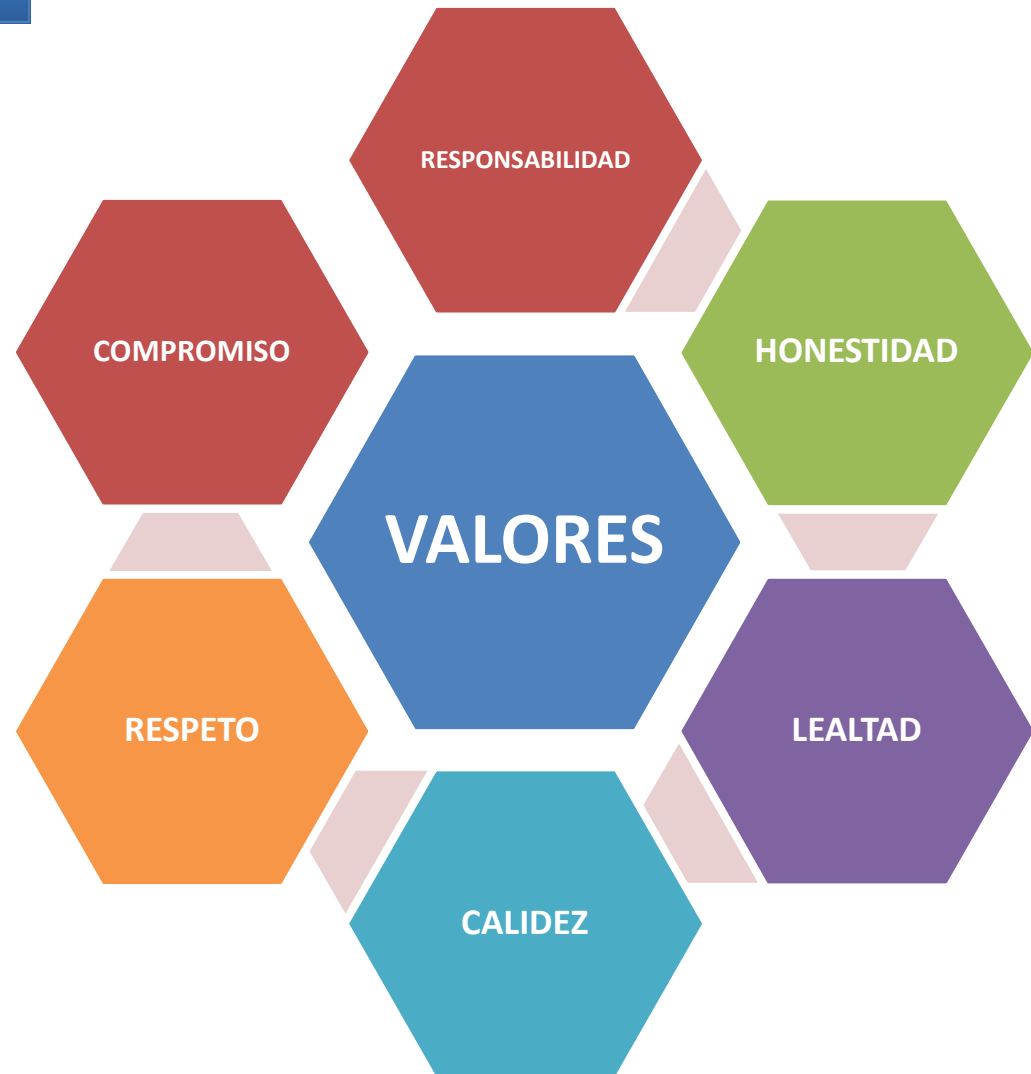 RESPONSABILIDAD
COMPROMISO
HONESTIDAD
VALORES
RESPETO
LEALTAD
CALIDEZ